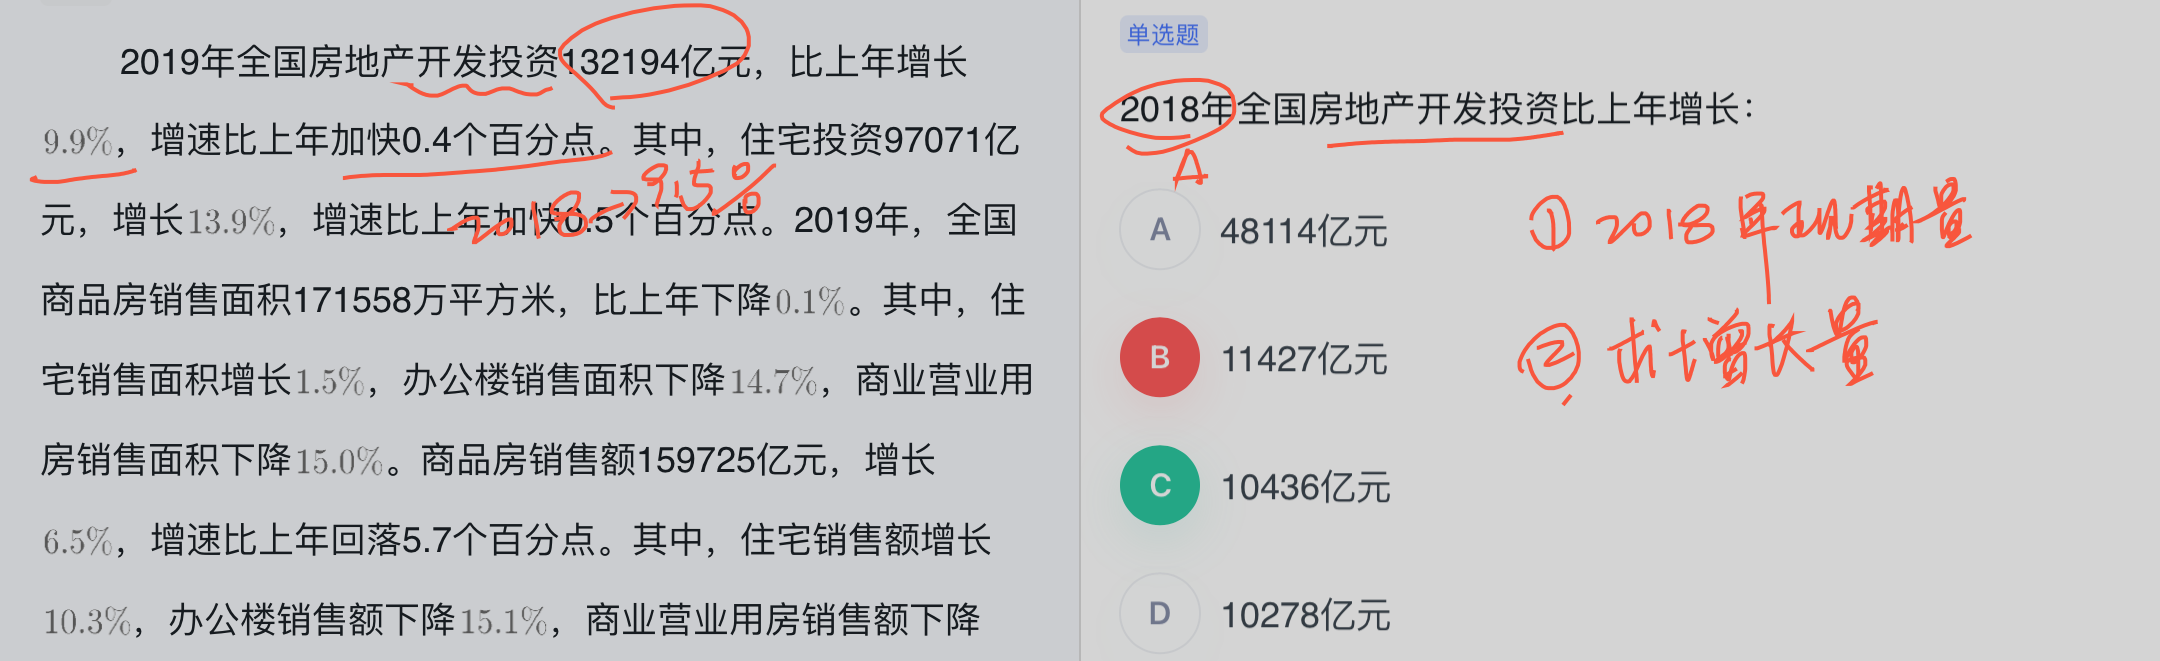 2019年全国房地产开发投资132194亿元，比上年增长
9.9%，增速比上年加快0.4个百分点。其中，住宅投资97071亿
元，增长13.9%，增速比上年加快0.5个百分点。2019年，全国
商品房销售面积171558万平方米，比上年下降0.1%。其中，住
宅销售面积增长1.5%，办公楼销售面积下降14.7%，商业营业用
房销售面积下降15.0%。商品房销售额159725亿元，增长
6.5%，增速比上年回落5.7个百分点。其中，住宅销售额增长
10.3%，办公楼销售额下降15.1%，商业营业用房销售额下降
2018→9.5%
单选题
2018年全国房地产开发投资比上年增长：
A
A 48114亿元
B 11427亿元
C 10436亿元
D 10278亿元
① 2018年现期量
② 求增长量